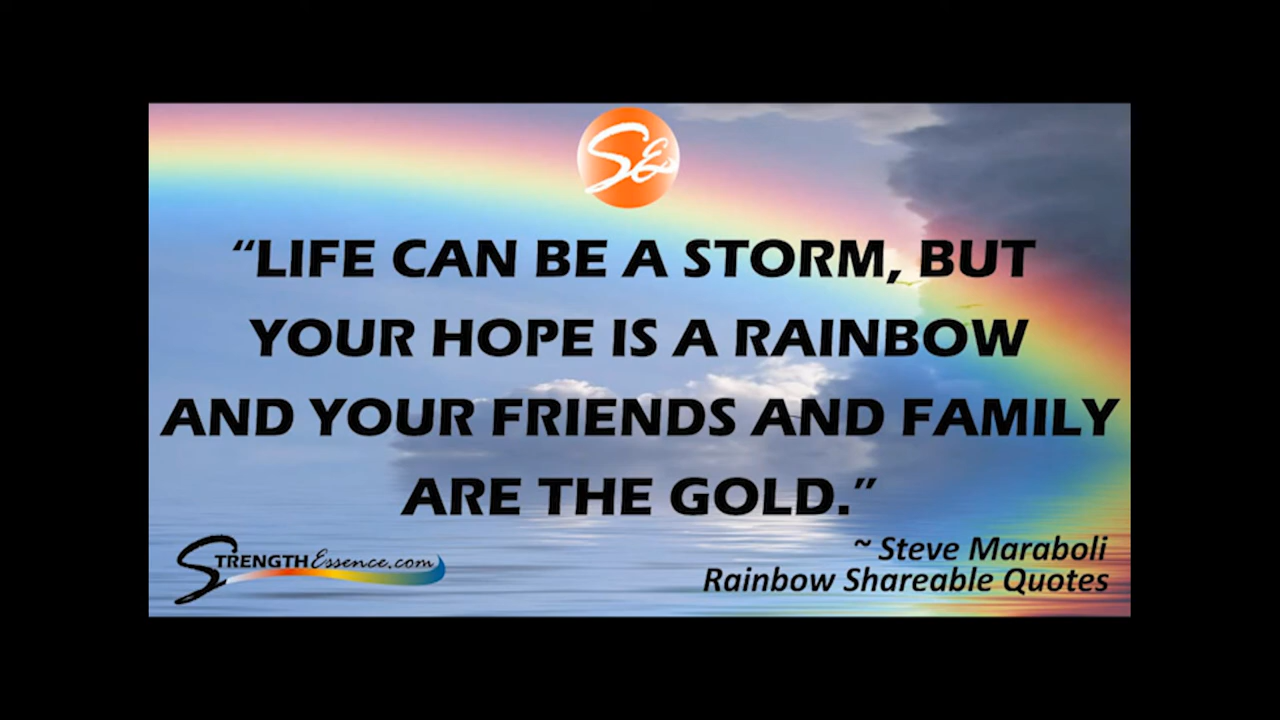 SE
“LIFE CAN BE A STORM, BUT
YOUR HOPE IS A RAINBOW
AND YOUR FRIENDS AND FAMILY
ARE THE GOLD.”
~ Steve Maraboli
STRENGTHEssence.com
Rainbow Shareable Quotes